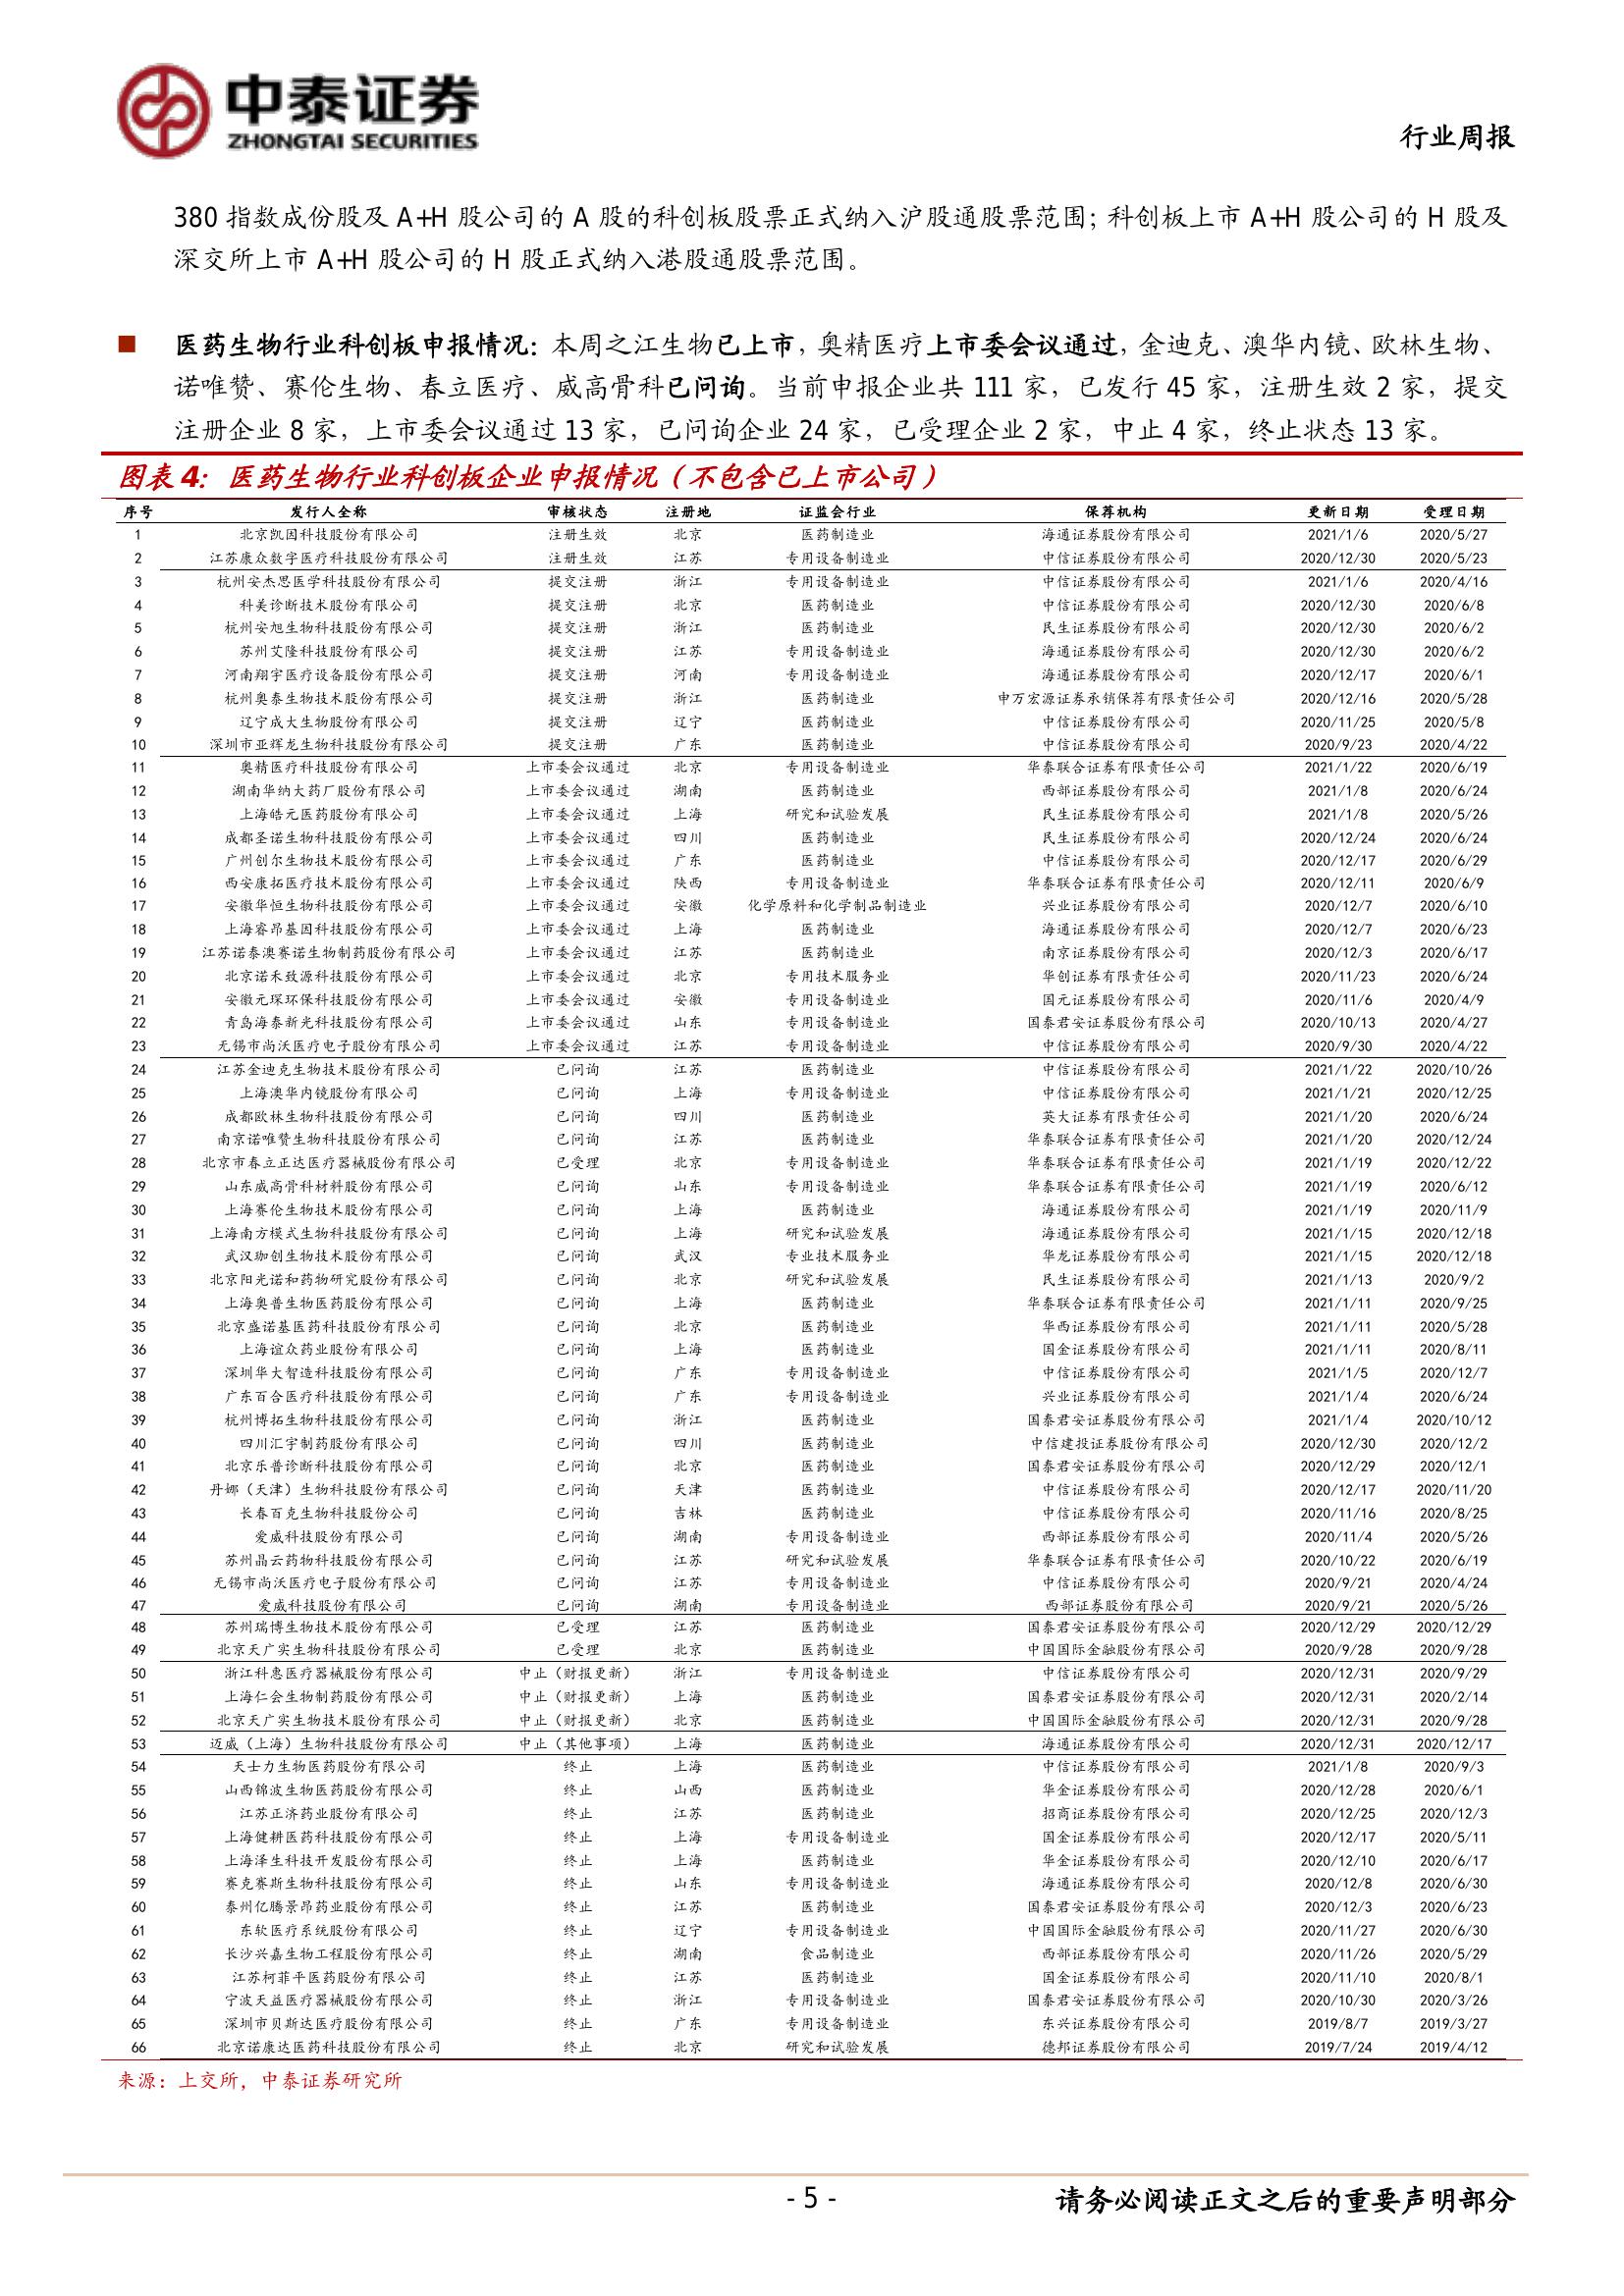 中泰证券
ZHONGTAI SECURITIES
行业周报
380 指数成份股及 A+H 股公司的 A 股的科创板股票正式纳入沪股通股票范围；科创板上市 A+H 股公司的 H 股及
深交所上市 A+H 股公司的 H 股正式纳入港股通股票范围。
■ 医药生物行业科创板申报情况：本周之江生物已上市，奥精医疗上市委会议通过，金迪克、澳华内镜、欧林生物、
诺唯赞、赛伦生物、春立医疗、威高骨科已问询。当前申报企业共 111 家，已发行 45 家，注册生效 2 家，提交
注册企业 8 家，上市委会议通过 13 家，已问询企业 24 家，已受理企业 2 家，中止 4 家，终止状态 13 家。
图表 4：医药生物行业科创板企业申报情况（不包含已上市公司）
序号 发行人全称 审核状态 注册地 证监会行业 保荐机构 更新日期 受理日期
1 北京凯因科技股份有限公司 注册生效 北京 医药制造业 海通证券股份有限公司 2021/1/6 2020/5/27
2 江苏康众数字医疗科技股份有限公司 注册生效 江苏 专用设备制造业 中信证券股份有限公司 2020/12/30 2020/5/23
3 杭州安杰思医学科技股份有限公司 提交注册 浙江 专用设备制造业 中信证券股份有限公司 2021/1/6 2020/4/16
4 科美诊断技术股份有限公司 提交注册 北京 医药制造业 中信证券股份有限公司 2020/12/30 2020/6/8
5 杭州安旭生物科技股份有限公司 提交注册 浙江 医药制造业 民生证券股份有限公司 2020/12/30 2020/6/2
6 苏州艾隆科技股份有限公司 提交注册 江苏 专用设备制造业 海通证券股份有限公司 2020/12/30 2020/6/2
7 河南翔宇医疗设备股份有限公司 提交注册 河南 专用设备制造业 海通证券股份有限公司 2020/12/17 2020/6/1
8 杭州奥泰生物技术股份有限公司 提交注册 浙江 医药制造业 申万宏源证券承销保荐有限责任公司 2020/12/16 2020/5/28
9 辽宁成大生物股份有限公司 提交注册 辽宁 医药制造业 中信证券股份有限公司 2020/11/25 2020/5/8
10 深圳市亚辉龙生物科技股份有限公司 提交注册 广东 医药制造业 中信证券股份有限公司 2020/9/23 2020/4/22
11 奥精医疗科技股份有限公司 上市委会议通过 北京 专用设备制造业 华泰联合证券有限责任公司 2021/1/22 2020/6/19
12 湖南华纳大药厂股份有限公司 上市委会议通过 湖南 医药制造业 西部证券股份有限公司 2021/1/8 2020/6/24
13 上海皓元医药股份有限公司 上市委会议通过 上海 研究和试验发展 民生证券股份有限公司 2021/1/8 2020/5/26
14 成都圣诺生物科技股份有限公司 上市委会议通过 四川 医药制造业 民生证券股份有限公司 2020/12/24 2020/6/24
15 广州创尔生物技术股份有限公司 上市委会议通过 广东 医药制造业 中信证券股份有限公司 2020/12/17 2020/6/29
16 西安康拓医疗技术股份有限公司 上市委会议通过 陕西 专用设备制造业 华泰联合证券有限责任公司 2020/12/11 2020/6/9
17 安徽华恒生物科技股份有限公司 上市委会议通过 安徽 化学原料和化学制品制造业 兴业证券股份有限公司 2020/12/7 2020/6/10
18 上海睿昂基因科技股份有限公司 上市委会议通过 上海 医药制造业 海通证券股份有限公司 2020/12/7 2020/6/23
19 江苏诺泰澳赛诺生物制药股份有限公司 上市委会议通过 江苏 医药制造业 南京证券股份有限公司 2020/12/3 2020/6/17
20 北京诺禾致源科技股份有限公司 上市委会议通过 北京 专用技术服务业 华创证券有限责任公司 2020/11/23 2020/6/24
21 安徽元琛环保科技股份有限公司 上市委会议通过 安徽 专用设备制造业 国元证券股份有限公司 2020/11/6 2020/4/9
22 青岛海泰新光科技股份有限公司 上市委会议通过 山东 专用设备制造业 国泰君安证券股份有限公司 2020/10/13 2020/4/27
23 无锡市尚沃医疗电子股份有限公司 上市委会议通过 江苏 专用设备制造业 中信证券股份有限公司 2020/9/30 2020/4/22
24 江苏金迪克生物技术股份有限公司 已问询 江苏 医药制造业 中信证券股份有限公司 2021/1/22 2020/10/26
25 上海澳华内镜股份有限公司 已问询 上海 专用设备制造业 中信证券股份有限公司 2021/1/21 2020/12/25
26 成都欧林生物科技股份有限公司 已问询 四川 医药制造业 英大证券有限责任公司 2021/1/20 2020/6/24
27 南京诺唯赞生物科技股份有限公司 已问询 江苏 医药制造业 华泰联合证券有限责任公司 2021/1/20 2020/12/24
28 北京市春立正达医疗器械股份有限公司 已受理 北京 专用设备制造业 华泰联合证券有限责任公司 2021/1/19 2020/12/22
29 山东威高骨科材料股份有限公司 已问询 山东 专用设备制造业 华泰联合证券有限责任公司 2021/1/19 2020/6/12
30 上海赛伦生物技术股份有限公司 已问询 上海 医药制造业 海通证券股份有限公司 2021/1/19 2020/11/9
31 上海南方模式生物科技股份有限公司 已问询 上海 研究和试验发展 海通证券股份有限公司 2021/1/15 2020/12/18
32 武汉珈创生物技术股份有限公司 已问询 武汉 专业技术服务业 华龙证券股份有限公司 2021/1/15 2020/12/18
33 北京阳光诺和药物研究股份有限公司 已问询 北京 研究和试验发展 民生证券股份有限公司 2021/1/13 2020/9/2
34 上海奥普生物医药股份有限公司 已问询 上海 医药制造业 华泰联合证券有限责任公司 2021/1/11 2020/9/25
35 北京盛诺基医药科技股份有限公司 已问询 北京 医药制造业 华西证券股份有限公司 2021/1/11 2020/5/28
36 上海谊众药业股份有限公司 已问询 上海 医药制造业 国金证券股份有限公司 2021/1/11 2020/8/11
37 深圳华大智造科技股份有限公司 已问询 广东 专用设备制造业 中信证券股份有限公司 2021/1/5 2020/12/7
38 广东百合医疗科技股份有限公司 已问询 广东 专用设备制造业 兴业证券股份有限公司 2021/1/4 2020/6/24
39 杭州博拓生物科技股份有限公司 已问询 浙江 医药制造业 国泰君安证券股份有限公司 2021/1/4 2020/10/12
40 四川汇宇制药股份有限公司 已问询 四川 医药制造业 中信建投证券股份有限公司 2020/12/30 2020/12/2
41 北京乐普诊断科技股份有限公司 已问询 北京 医药制造业 国泰君安证券股份有限公司 2020/12/29 2020/12/1
42 丹娜（天津）生物科技股份有限公司 已问询 天津 医药制造业 中信证券股份有限公司 2020/12/17 2020/11/20
43 长春百克生物科技股份公司 已问询 吉林 医药制造业 中信证券股份有限公司 2020/11/16 2020/8/25
44 爱威科技股份有限公司 已问询 湖南 专用设备制造业 西部证券股份有限公司 2020/11/4 2020/5/26
45 苏州晶云药物科技股份有限公司 已问询 江苏 研究和试验发展 华泰联合证券有限责任公司 2020/10/22 2020/6/19
46 无锡市尚沃医疗电子股份有限公司 已问询 江苏 专用设备制造业 中信证券股份有限公司 2020/9/21 2020/4/24
47 爱威科技股份有限公司 已问询 湖南 专用设备制造业 西部证券股份有限公司 2020/9/21 2020/5/26
48 苏州瑞博生物技术股份有限公司 已受理 江苏 医药制造业 国泰君安证券股份有限公司 2020/12/29 2020/12/29
49 北京天广实生物科技股份有限公司 已受理 北京 医药制造业 中国国际金融股份有限公司 2020/9/28 2020/9/28
50 浙江科惠医疗器械股份有限公司 中止（财报更新） 浙江 专用设备制造业 中信证券股份有限公司 2020/12/31 2020/9/29
51 上海仁会生物制药股份有限公司 中止（财报更新） 上海 医药制造业 国泰君安证券股份有限公司 2020/12/31 2020/2/14
52 北京天广实生物技术股份有限公司 中止（财报更新） 北京 医药制造业 中国国际金融股份有限公司 2020/12/31 2020/9/28
53 迈威（上海）生物科技股份有限公司 中止（其他事项） 上海 医药制造业 海通证券股份有限公司 2020/12/31 2020/12/17
54 天士力生物医药股份有限公司 终止 上海 医药制造业 中信证券股份有限公司 2021/1/8 2020/9/3
55 山西锦波生物医药股份有限公司 终止 山西 医药制造业 华金证券股份有限公司 2020/12/28 2020/6/1
56 江苏正济药业股份有限公司 终止 江苏 医药制造业 招商证券股份有限公司 2020/12/25 2020/12/3
57 上海健耕医药科技股份有限公司 终止 上海 专用设备制造业 国金证券股份有限公司 2020/12/17 2020/5/11
58 上海泽生科技开发股份有限公司 终止 上海 医药制造业 华金证券股份有限公司 2020/12/10 2020/6/17
59 赛克赛斯生物科技股份有限公司 终止 山东 专用设备制造业 海通证券股份有限公司 2020/12/8 2020/6/30
60 泰州亿腾景昂药业股份有限公司 终止 江苏 医药制造业 国泰君安证券股份有限公司 2020/12/3 2020/6/23
61 东软医疗系统股份有限公司 终止 辽宁 专用设备制造业 中国国际金融股份有限公司 2020/11/27 2020/6/30
62 长沙兴嘉生物工程股份有限公司 终止 湖南 食品制造业 西部证券股份有限公司 2020/11/26 2020/5/29
63 江苏柯菲平医药股份有限公司 终止 江苏 医药制造业 国金证券股份有限公司 2020/11/10 2020/8/1
64 宁波天益医疗器械股份有限公司 终止 浙江 专用设备制造业 国泰君安证券股份有限公司 2020/10/30 2020/3/26
65 深圳市贝斯达医疗股份有限公司 终止 广东 专用设备制造业 东兴证券股份有限公司 2019/8/7 2019/3/27
66 北京诺康达医药科技股份有限公司 终止 北京 研究和试验发展 德邦证券股份有限公司 2019/7/24 2019/4/12
来源：上交所，中泰证券研究所
- 5 -
请务必阅读正文之后的重要声明部分